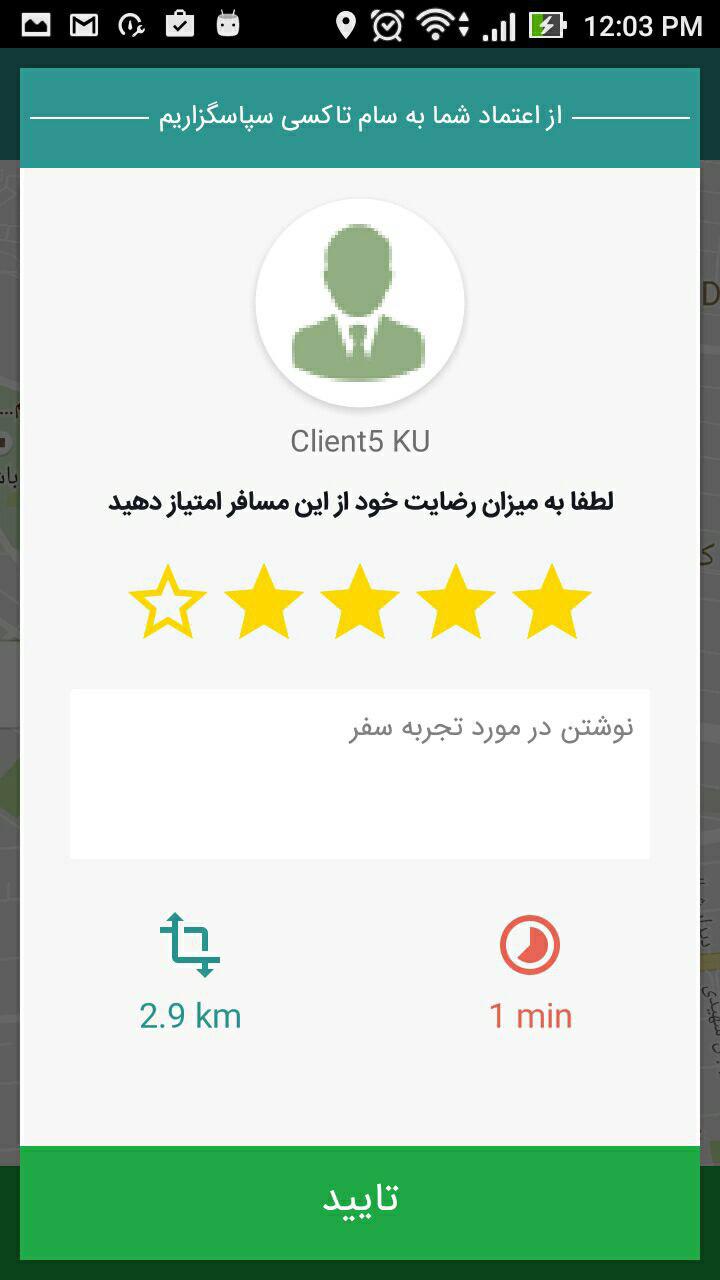 12:03 PM
از اعتماد شما به سام تاکسی سپاسگزاریم
Client5 KU
لطفا به میزان رضایت خود از این مسافر امتیاز دهید
نوشتن در مورد تجربه سفر
2.9 km
1 min
تایید